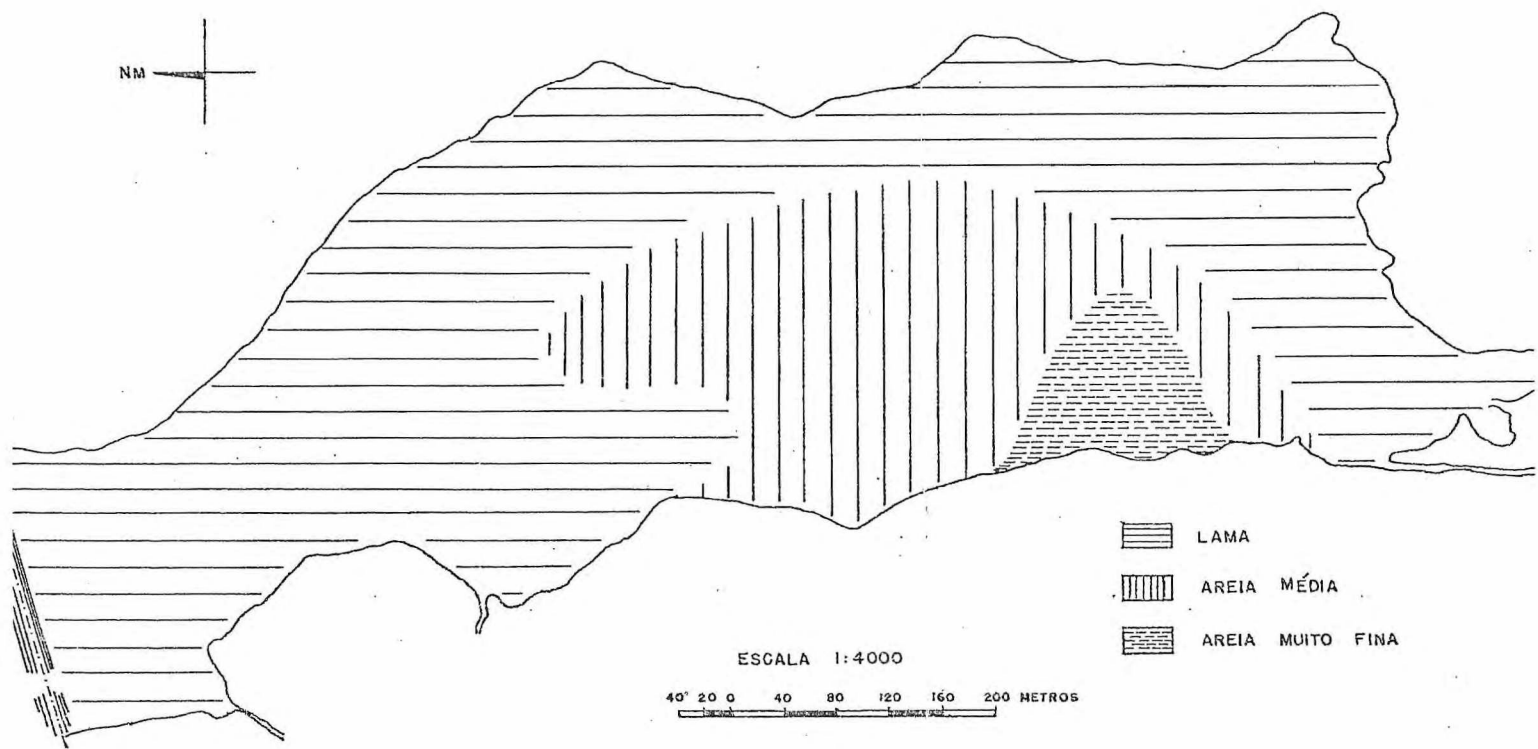 NM
LAMA
AREIA MÉDIA
AREIA MUITO FINA
ESCALA 1:4000
40 20 0 40 80 120 160 200 METROS